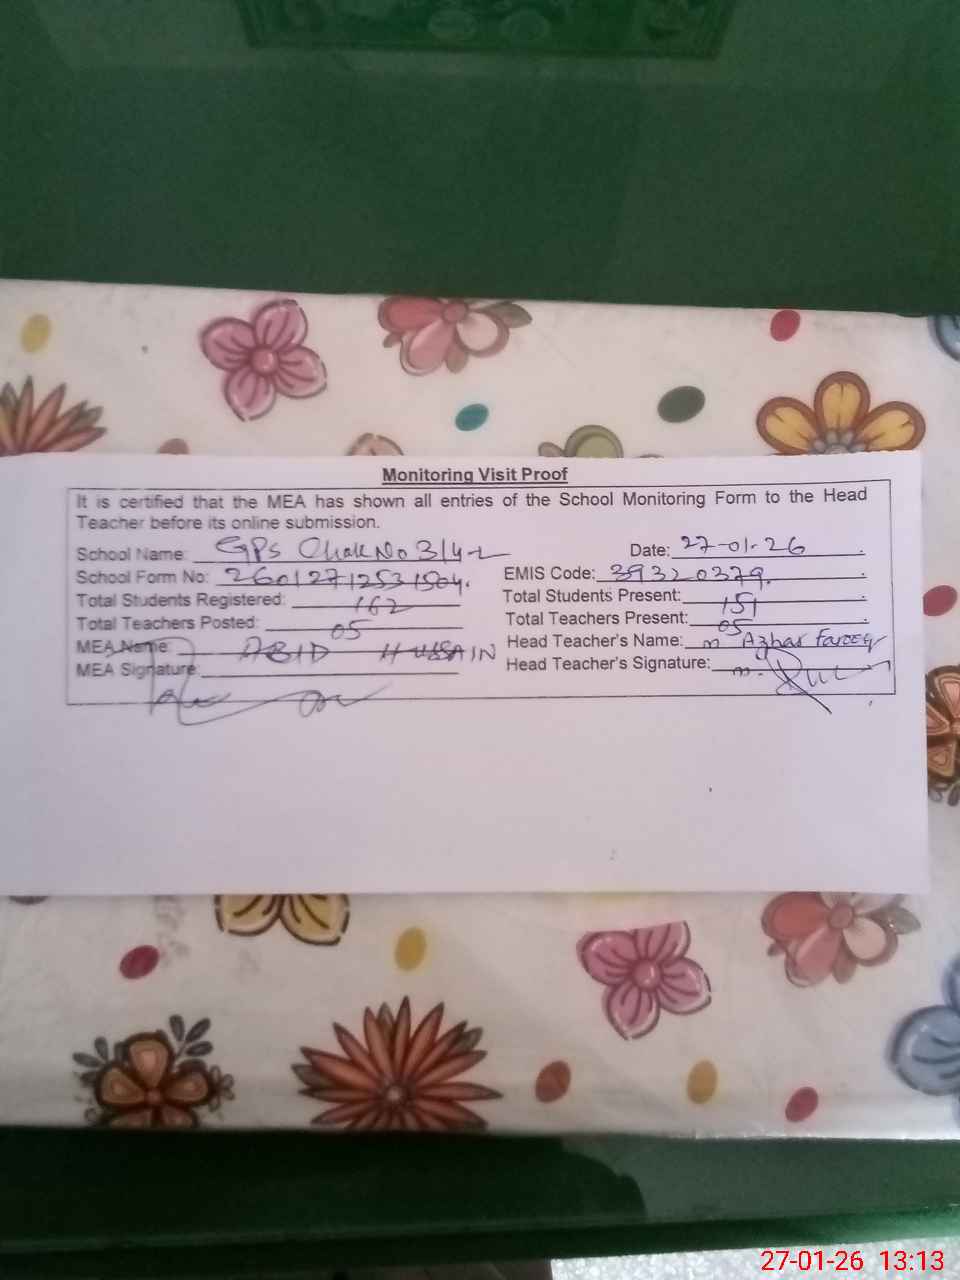 Monitoring Visit Proof
It is certified that the MEA has shown all entries of the School Monitoring Form to the Head
Teacher before its online submission.
School Name: GPS Chak No 314-L Date: 27-01-26
School Form No: EMIS Code: 39320379.
Total Students Registered: 162 Total Students Present: 151
Total Teachers Posted: 05 Total Teachers Present: 05
MEA Name: ABID HUSSAIN Head Teacher's Name: M Azhar Farooq
MEA Signature: Head Teacher's Signature:
27-01-26 13:13